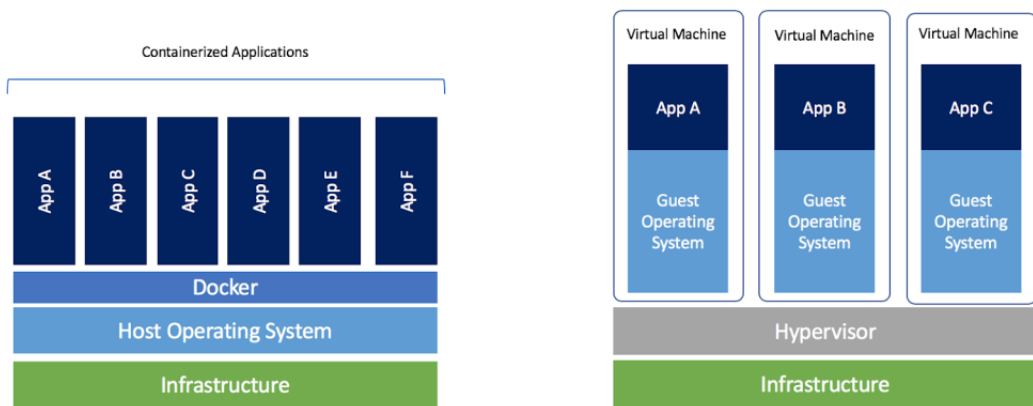 Containerized Applications
App A
App B
App C
App D
App E
App F
Docker
Host Operating System
Infrastructure
Virtual Machine
App A
Guest
Operating
System
Virtual Machine
App B
Guest
Operating
System
Virtual Machine
App C
Guest
Operating
System
Hypervisor
Infrastructure